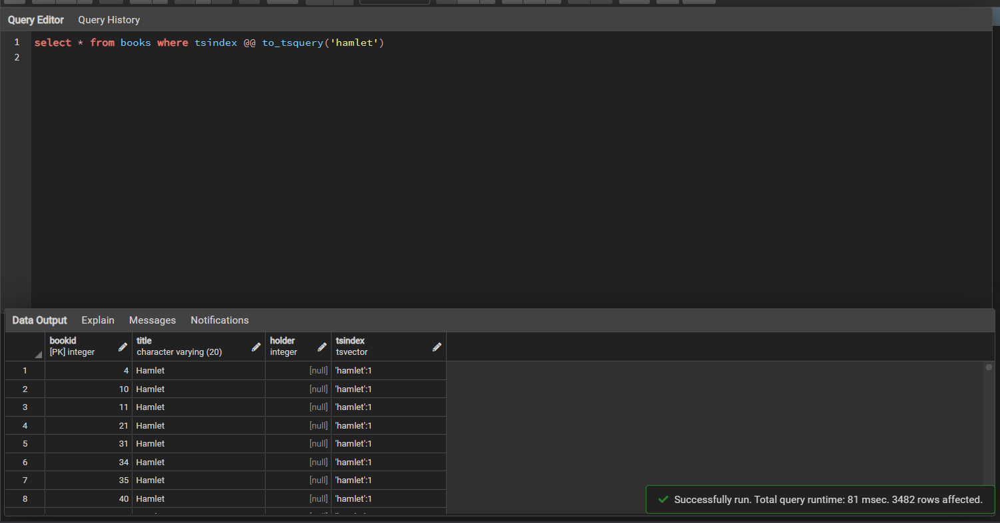 Query Editor Query History
1 select * from books where tsindex @@ to_tsquery('hamlet')
2
Data Output Explain Messages Notifications
bookid title holder tsindex
[PK] integer character varying (20) integer tsvector
1 4 Hamlet [null] 'hamlet':1
2 10 Hamlet [null] 'hamlet':1
3 11 Hamlet [null] 'hamlet':1
4 21 Hamlet [null] 'hamlet':1
5 31 Hamlet [null] 'hamlet':1
6 34 Hamlet [null] 'hamlet':1
7 35 Hamlet [null] 'hamlet':1
8 40 Hamlet [null] 'hamlet':1
Successfully run. Total query runtime: 81 msec. 3482 rows affected.